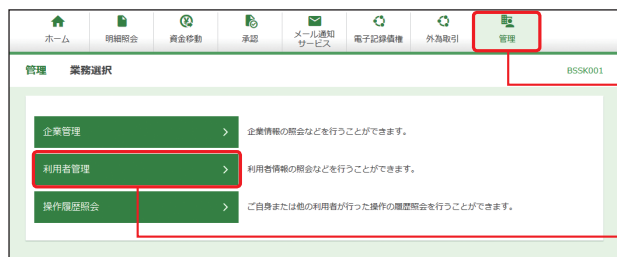 ホーム
明細照会
資金移動
承認
メール通知
サービス
電子記録債権
外為取引
管理
管理 業務選択
BSSK001
企業管理
企業情報の照会などを行うことができます。
利用者管理
利用者情報の照会などを行うことができます。
操作履歴照会
ご自身または他の利用者が行った操作の履歴照会を行うことができます。